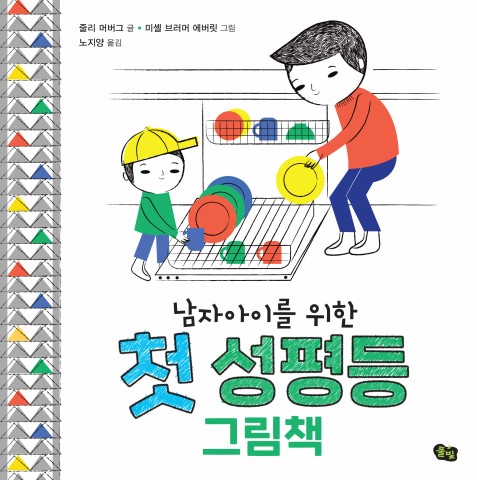 줄리 머버그 글 • 미셸 브러머 에버릿 그림
노지양 옮김
남자아이를 위한
첫 성평등
그림책
풀빛